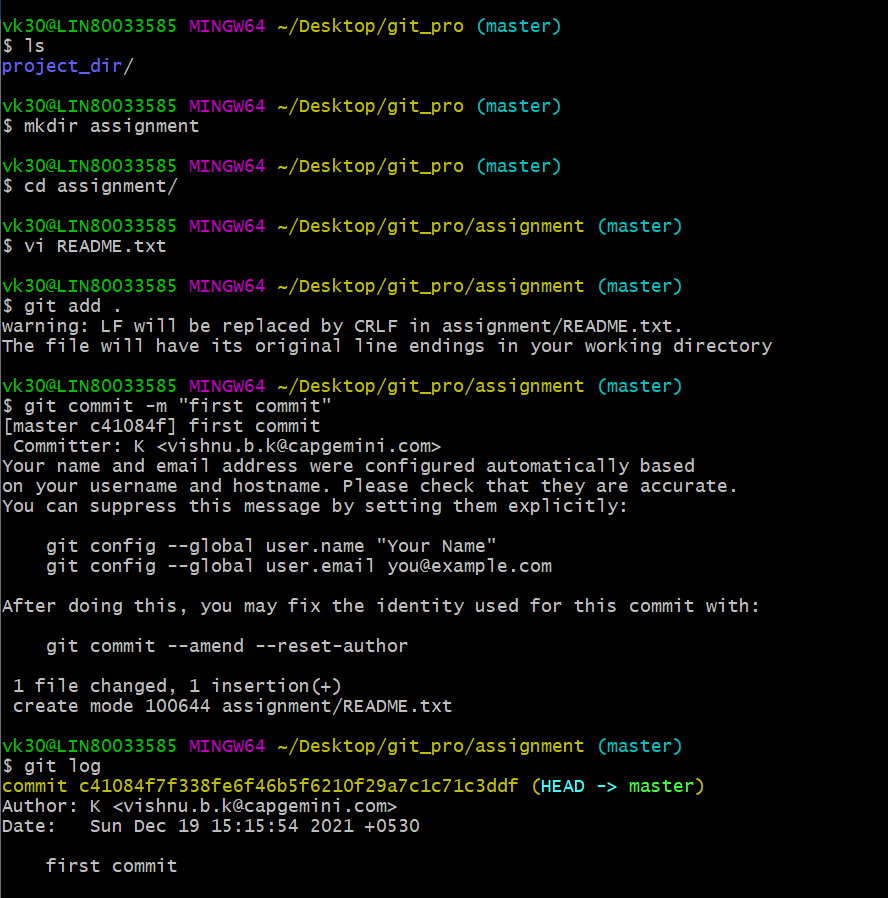 vk30@LIN80033585 MINGW64 ~/Desktop/git_pro (master)
$ ls
project_dir/

vk30@LIN80033585 MINGW64 ~/Desktop/git_pro (master)
$ mkdir assignment

vk30@LIN80033585 MINGW64 ~/Desktop/git_pro (master)
$ cd assignment/

vk30@LIN80033585 MINGW64 ~/Desktop/git_pro/assignment (master)
$ vi README.txt

vk30@LIN80033585 MINGW64 ~/Desktop/git_pro/assignment (master)
$ git add .
warning: LF will be replaced by CRLF in assignment/README.txt.
The file will have its original line endings in your working directory

vk30@LIN80033585 MINGW64 ~/Desktop/git_pro/assignment (master)
$ git commit -m "first commit"
[master c41084f] first commit
 Committer: K <vishnu.b.k@capgemini.com>
Your name and email address were configured automatically based
on your username and hostname. Please check that they are accurate.
You can suppress this message by setting them explicitly:

    git config --global user.name "Your Name"
    git config --global user.email you@example.com

After doing this, you may fix the identity used for this commit with:

    git commit --amend --reset-author

 1 file changed, 1 insertion(+)
 create mode 100644 assignment/README.txt

vk30@LIN80033585 MINGW64 ~/Desktop/git_pro/assignment (master)
$ git log
commit c41084f7f338fe6f46b5f6210f29a7c1c71c3ddf (HEAD -> master)
Author: K <vishnu.b.k@capgemini.com>
Date:   Sun Dec 19 15:15:54 2021 +0530

    first commit